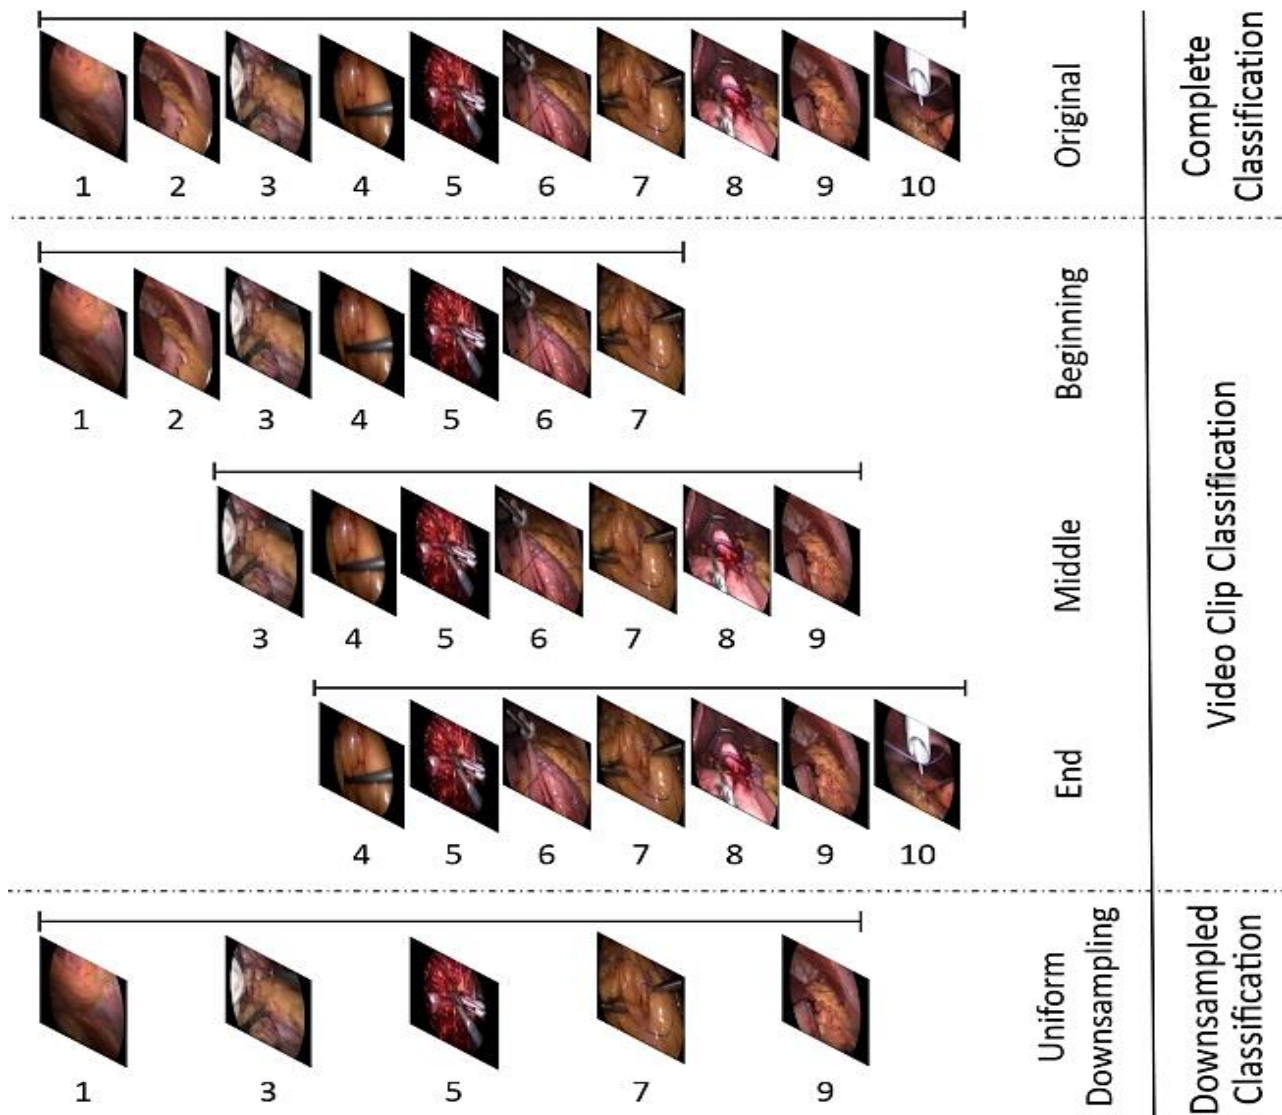 1 2 3 4 5 6 7 8 9 10
Original
Complete
Classification
1 2 3 4 5 6 7
Beginning
3 4 5 6 7 8 9
Middle
4 5 6 7 8 9 10
End
Video Clip Classification
1 3 5 7 9
Uniform
Downsampling
Downsampled
Classification